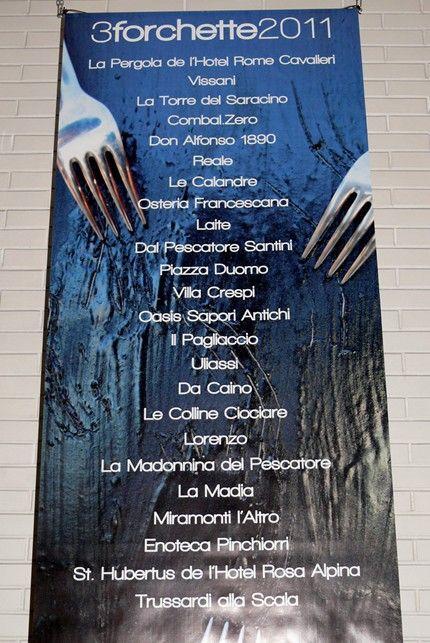 3forchette2011
La Pergola de l'Hotel Rome Cavalieri
Vissani
La Torre del Saracino
Combal.Zero
Don Alfonso 1890
Reale
Le Calandre
Osteria Francescana
Laite
Dal Pescatore Santini
Piazza Duomo
Villa Crespi
Oasis Sapori Antichi
Il Pagliaccio
Uliassi
Da Caino
Le Colline Ciociare
Lorenzo
La Madonnina del Pescatore
La Madia
Miramonti l'Altro
Enoteca Pinchiorri
St. Hubertus de l'Hotel Rosa Alpina
Trussardi alla Scala